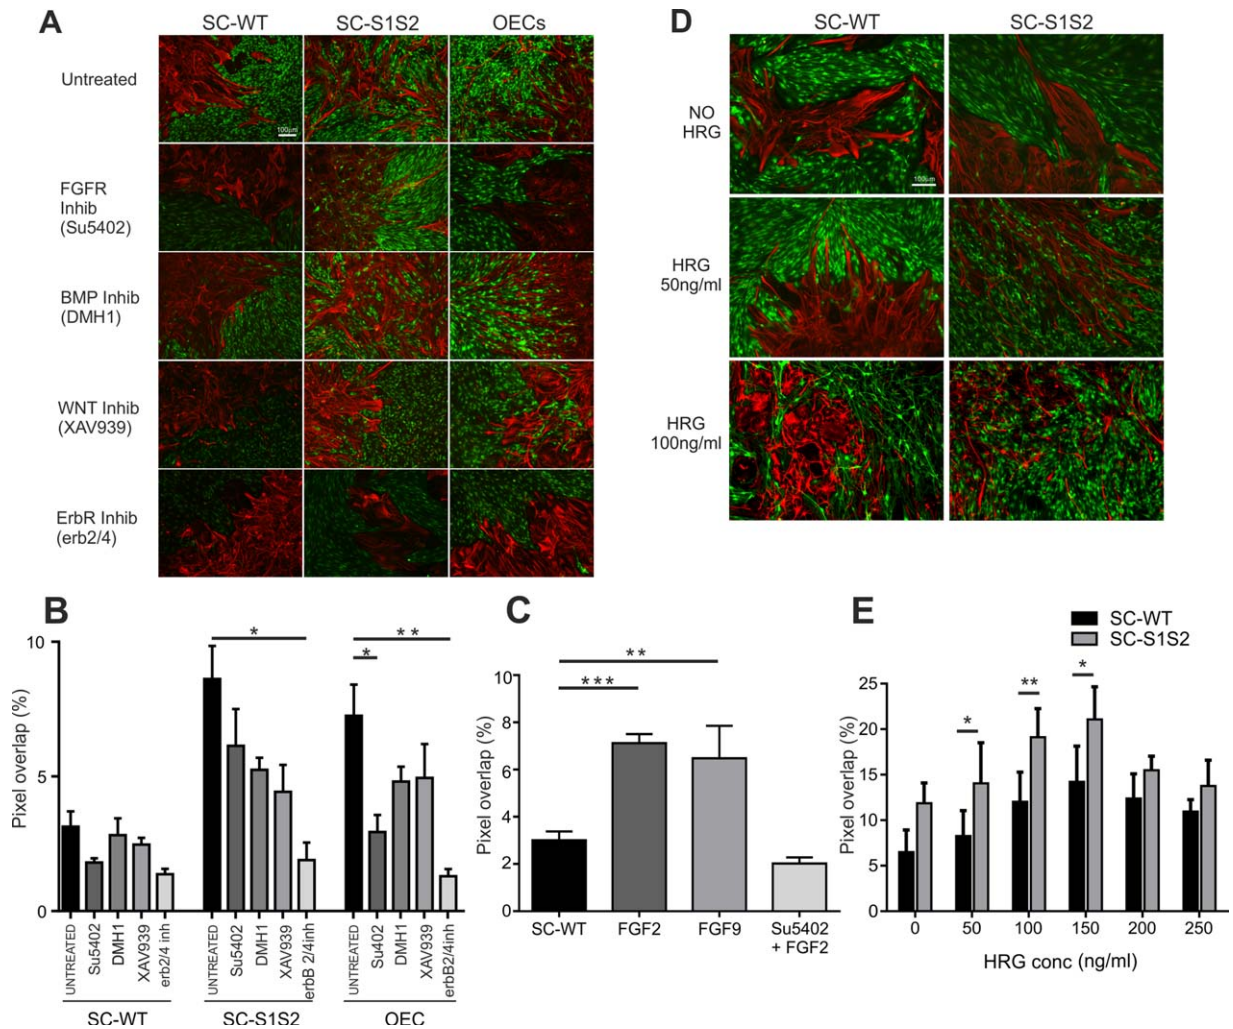 A
SC-WT SC-S1S2 OECs
Untreated
100µm
FGFR
Inhib
(Su5402)
BMP Inhib
(DMH1)
WNT Inhib
(XAV939)
ErbR Inhib
(erb2/4)
D
SC-WT SC-S1S2
NO
HRG
100µm
HRG
50ng/ml
HRG
100ng/ml
B
Pixel overlap (%)
10
5
0
*
* *
*
UNTREATED
Su5402
DMH1
XAV939
erb2/4 inh
UNTREATED
Su5402
DMH1
XAV939
erbB 2/4inh
UNTREATED
Su402
DMH1
XAV939
erbB2/4inh
SC-WT SC-S1S2 OEC
C
Pixel overlap (%)
10
8
6
4
2
0
* *
* * *
SC-WT FGF2 FGF9 Su5402
+ FGF2
E
SC-WT
SC-S1S2
Pixel overlap (%)
25
20
15
10
5
0
*
**
*
0 50 100 150 200 250
HRG conc (ng/ml)